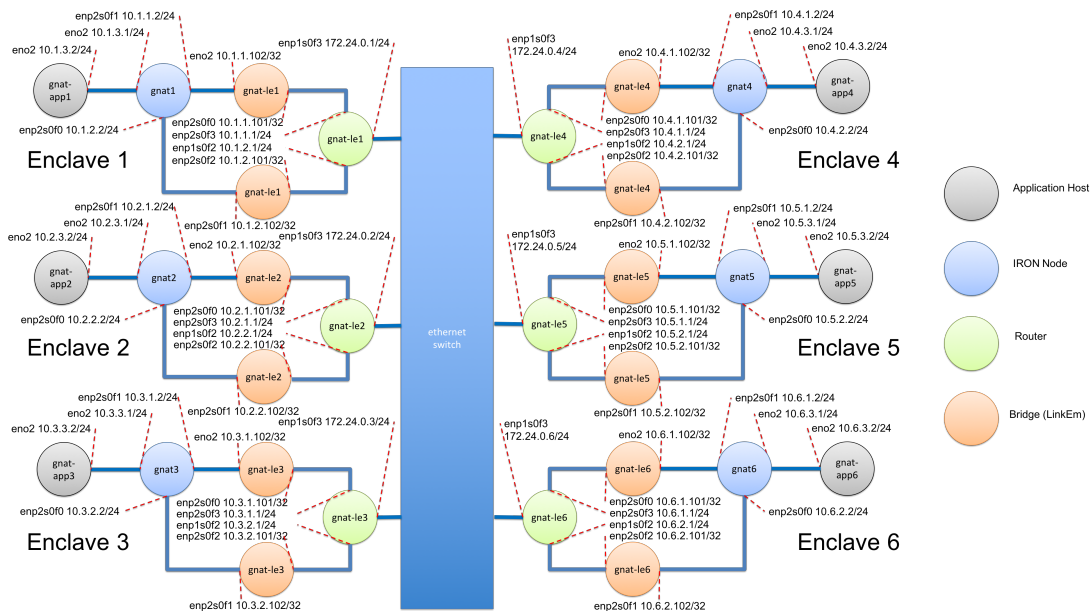 enp2s0f1 10.1.1.2/24
eno2 10.1.3.1/24
eno2 10.1.3.2/24
eno2 10.1.1.102/32
enp1s0f3 172.24.0.1/24
gnat-
app1
gnat1
gnat-le1
enp2s0f0 10.1.2.2/24
enp2s0f0 10.1.1.101/32
enp2s0f3 10.1.1.1/24
enp1s0f2 10.1.2.1/24
enp2s0f2 10.1.2.101/32
gnat-le1
Enclave 1
gnat-le1
enp2s0f1 10.1.2.102/32
enp2s0f1 10.2.1.2/24
eno2 10.2.3.1/24
eno2 10.2.3.2/24
eno2 10.2.1.102/32
enp1s0f3 172.24.0.2/24
gnat-
app2
gnat2
gnat-le2
enp2s0f0 10.2.2.2/24
enp2s0f0 10.2.1.101/32
enp2s0f3 10.2.1.1/24
enp1s0f2 10.2.2.1/24
enp2s0f2 10.2.2.101/32
gnat-le2
Enclave 2
gnat-le2
enp2s0f1 10.2.2.102/32
enp2s0f1 10.3.1.2/24
eno2 10.3.3.1/24
eno2 10.3.3.2/24
eno2 10.3.1.102/32
enp1s0f3 172.24.0.3/24
gnat-
app3
gnat3
gnat-le3
enp2s0f0 10.3.2.2/24
enp2s0f0 10.3.1.101/32
enp2s0f3 10.3.1.1/24
enp1s0f2 10.3.2.1/24
enp2s0f2 10.3.2.101/32
gnat-le3
Enclave 3
gnat-le3
enp2s0f1 10.3.2.102/32
ethernet
switch
enp1s0f3
172.24.0.4/24
enp2s0f1 10.4.1.2/24
eno2 10.4.3.1/24
eno2 10.4.3.2/24
eno2 10.4.1.102/32
gnat-le4
gnat4
gnat-
app4
gnat-le4
enp2s0f0 10.4.1.101/32
enp2s0f3 10.4.1.1/24
enp1s0f2 10.4.2.1/24
enp2s0f2 10.4.2.101/32
enp2s0f0 10.4.2.2/24
Enclave 4
gnat-le4
enp2s0f1 10.4.2.102/32
enp1s0f3
172.24.0.5/24
enp2s0f1 10.5.1.2/24
eno2 10.5.3.1/24
eno2 10.5.3.2/24
eno2 10.5.1.102/32
gnat-le5
gnat5
gnat-
app5
gnat-le5
enp2s0f0 10.5.1.101/32
enp2s0f3 10.5.1.1/24
enp1s0f2 10.5.2.1/24
enp2s0f2 10.5.2.101/32
enp2s0f0 10.5.2.2/24
Enclave 5
gnat-le5
enp2s0f1 10.5.2.102/32
enp1s0f3
172.24.0.6/24
enp2s0f1 10.6.1.2/24
eno2 10.6.3.1/24
eno2 10.6.3.2/24
eno2 10.6.1.102/32
gnat-le6
gnat6
gnat-
app6
gnat-le6
enp2s0f0 10.6.1.101/32
enp2s0f3 10.6.1.1/24
enp1s0f2 10.6.2.1/24
enp2s0f2 10.6.2.101/32
enp2s0f0 10.6.2.2/24
Enclave 6
gnat-le6
enp2s0f1 10.6.2.102/32
Application Host
IRON Node
Router
Bridge (LinkEm)